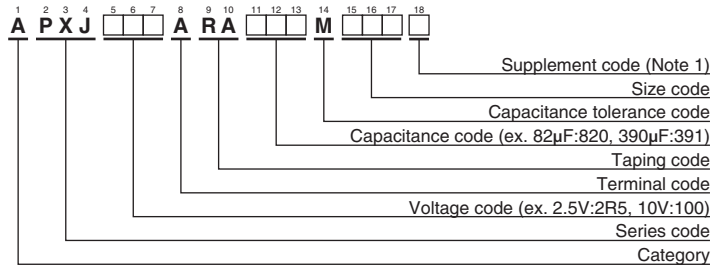 1 2 3 4 5 6 7 8 9 10 11 12 13 14 15 16 17 18
A P X J A R A M
Supplement code (Note 1)
Size code
Capacitance tolerance code
Capacitance code (ex. 82µF:820, 390µF:391)
Taping code
Terminal code
Voltage code (ex. 2.5V:2R5, 10V:100)
Series code
Category